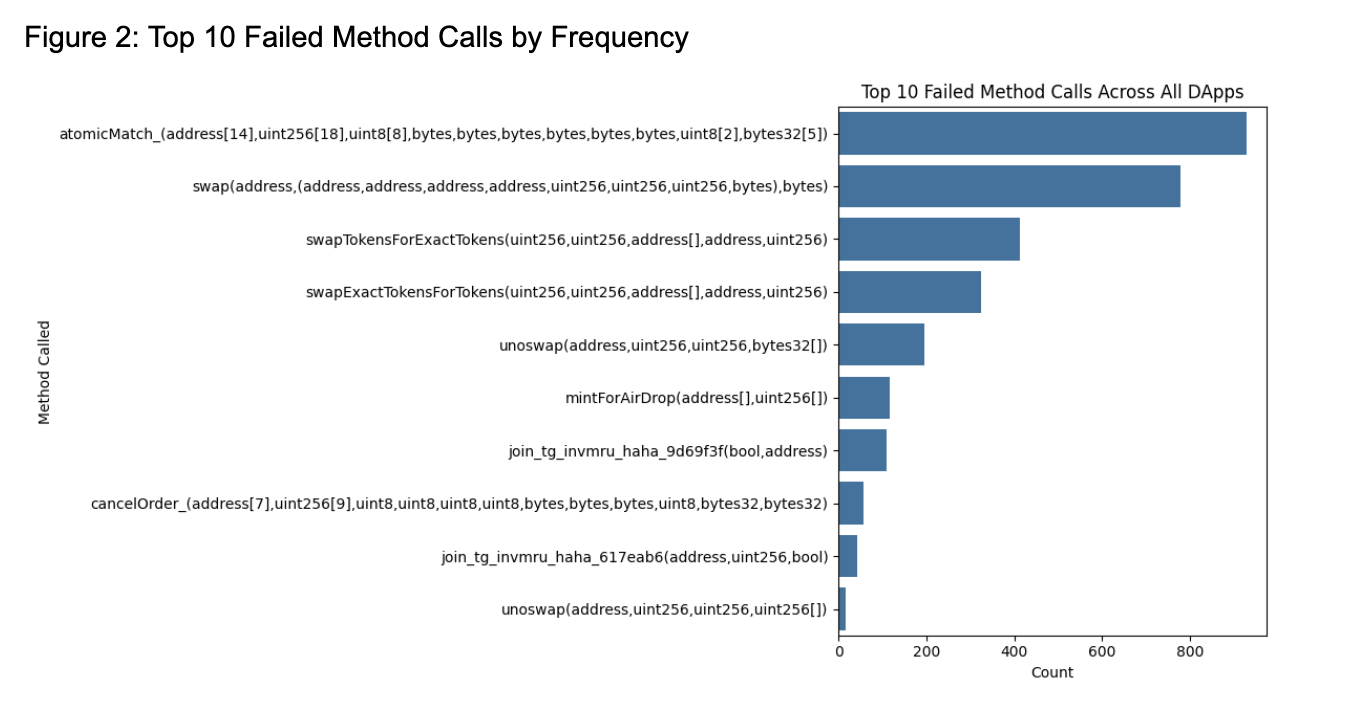 Figure 2: Top 10 Failed Method Calls by Frequency
Top 10 Failed Method Calls Across All DApps
atomicMatch_(address[14],uint256[18],uint8[8],bytes,bytes,bytes,bytes,bytes,bytes,uint8[2],bytes32[5])
swap(address,(address,address,address,address,uint256,uint256,uint256,bytes),bytes)
swapTokensForExactTokens(uint256,uint256,address[],address,uint256)
swapExactTokensForTokens(uint256,uint256,address[],address,uint256)
unoswap(address,uint256,uint256,bytes32[])
mintForAirDrop(address[],uint256[])
join_tg_invmru_haha_9d69f3f(bool,address)
cancelOrder_(address[7],uint256[9],uint8,uint8,uint8,uint8,bytes,bytes,bytes,uint8,bytes32,bytes32)
join_tg_invmru_haha_617eab6(address,uint256,bool)
unoswap(address,uint256,uint256,uint256[])
Method Called
0 200 400 600 800
Count